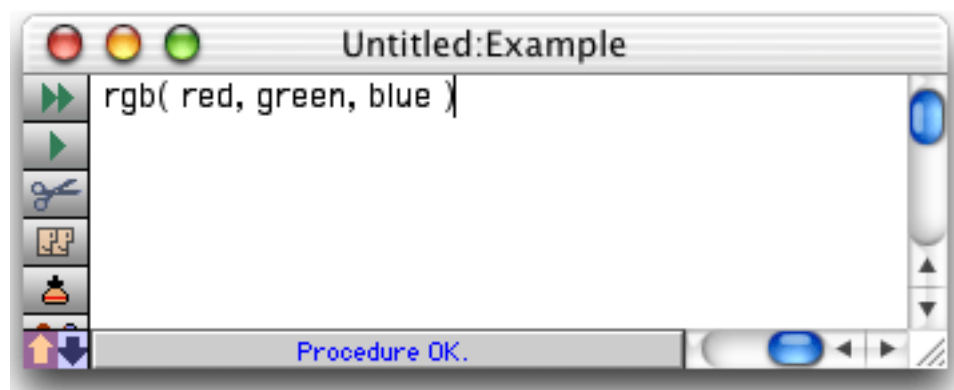 Untitled:Example
rgb( red, green, blue )
Procedure OK.